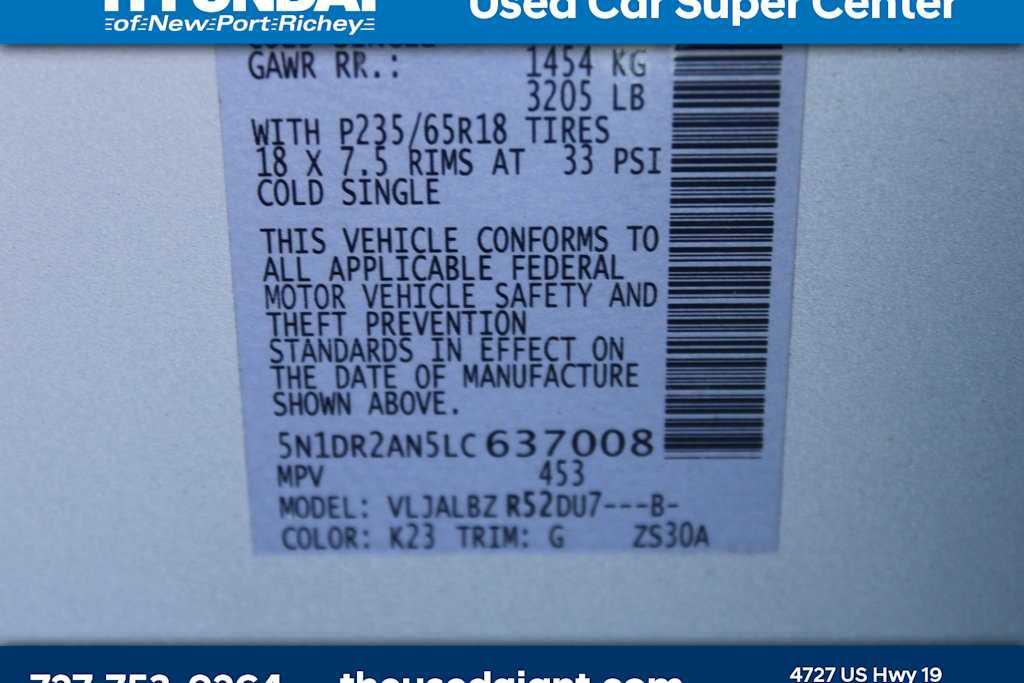 HYUNDAI
of New Port Richey
Used Car Super Center
COLD SINGLE
GAWR RR.: 1454 KG
3205 LB
WITH P235/65R18 TIRES
18 X 7.5 RIMS AT 33 PSI
COLD SINGLE
THIS VEHICLE CONFORMS TO
ALL APPLICABLE FEDERAL
MOTOR VEHICLE SAFETY AND
THEFT PREVENTION
STANDARDS IN EFFECT ON
THE DATE OF MANUFACTURE
SHOWN ABOVE.
5N1DR2AN5LC637008
MPV 453
MODEL: VLJALBZ R52DU7---B-
COLOR: K23 TRIM: G ZS30A
4727 US Hwy 19